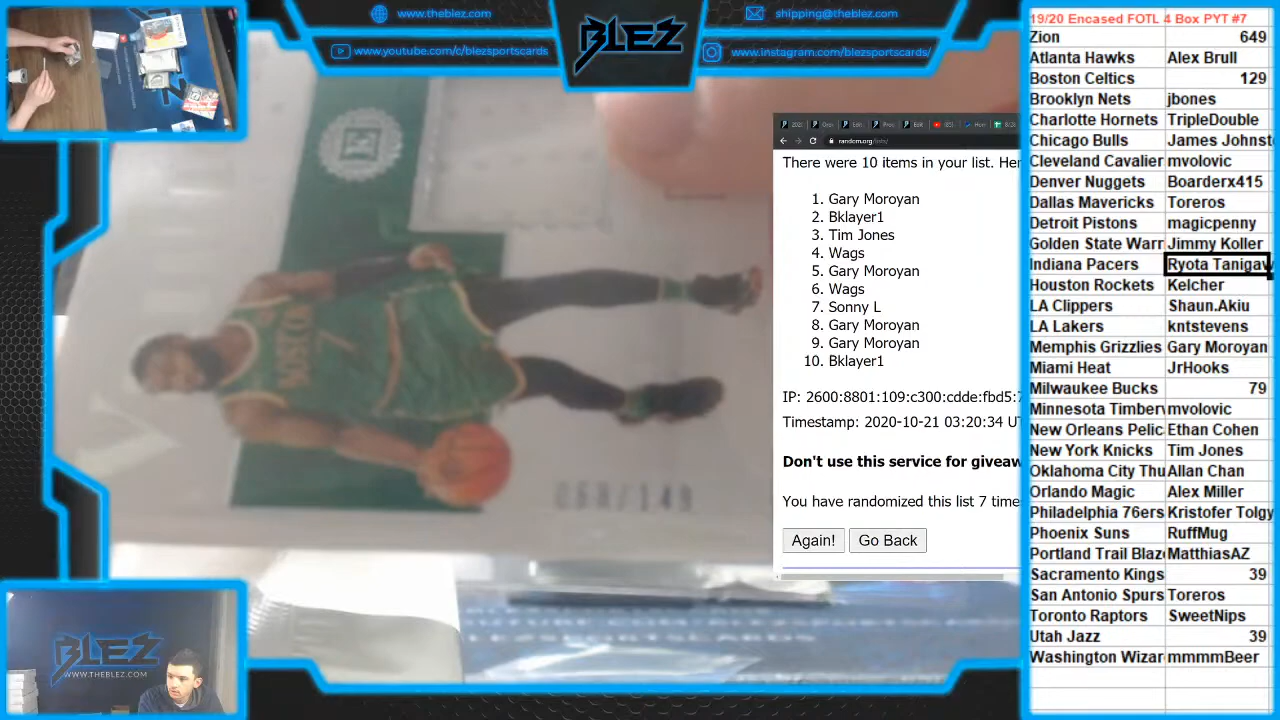 www.theblez.com
shipping@theblez.com
www.youtube.com/c/blezsportscards
BLEZ
www.instagram.com/blezsportscards/
random.org/lists/
There were 10 items in your list. Her
1. Gary Moroyan
2. Bklayer1
3. Tim Jones
4. Wags
5. Gary Moroyan
6. Wags
7. Sonny L
8. Gary Moroyan
9. Gary Moroyan
10. Bklayer1
IP: 2600:8801:109:c300:cdde:fbd5:7
Timestamp: 2020-10-21 03:20:34 U
Don't use this service for giveaw
You have randomized this list 7 time
Again! Go Back
19/20 Encased FOTL 4 Box PYT #7
Zion 649
Atlanta Hawks Alex Brull
Boston Celtics 129
Brooklyn Nets jbones
Charlotte Hornets TripleDouble
Chicago Bulls James Johnst
Cleveland Cavalier mvolovic
Denver Nuggets Boarderx415
Dallas Mavericks Toreros
Detroit Pistons magicpenny
Golden State Warr Jimmy Koller
Indiana Pacers Ryota Tanigaw
Houston Rockets Kelcher
LA Clippers Shaun.Akiu
LA Lakers kntstevens
Memphis Grizzlies Gary Moroyan
Miami Heat JrHooks
Milwaukee Bucks 79
Minnesota Timberv mvolovic
New Orleans Pelic Ethan Cohen
New York Knicks Tim Jones
Oklahoma City Thu Allan Chan
Orlando Magic Alex Miller
Philadelphia 76ers Kristofer Tolgy
Phoenix Suns RuffMug
Portland Trail Blaze MatthiasAZ
Sacramento Kings 39
San Antonio Spurs Toreros
Toronto Raptors SweetNips
Utah Jazz 39
Washington Wizar mmmmBeer
BOSTON
7
068/149
BLEZ
WWW.THEBLEZ.COM